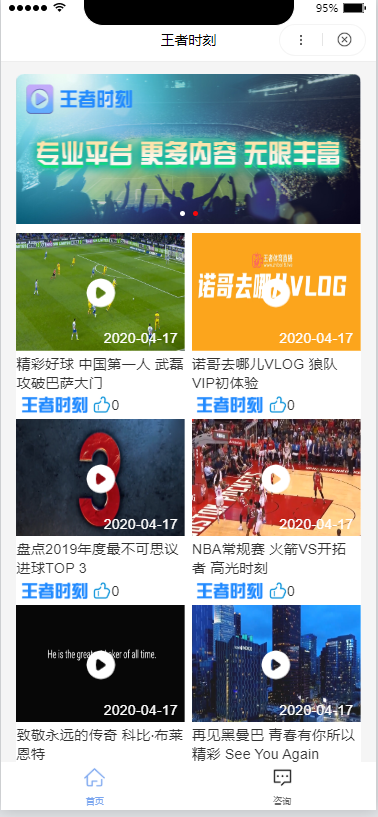 95%
王者时刻
王者时刻
专业平台 更多内容 无限丰富
2020-04-17
诺哥去哪儿VLOG
2020-04-17
精彩好球 中国第一人 武磊
攻破巴萨大门
王者时刻 0
诺哥去哪儿VLOG 狼队
VIP初体验
王者时刻 0
3
2020-04-17
2020-04-17
盘点2019年度最不可思议
进球TOP 3
王者时刻 0
NBA常规赛 火箭VS开拓
者 高光时刻
王者时刻 0
He is the great
ker of all time.
2020-04-17
2020-04-17
致敬永远的传奇 科比·布莱
恩特
再见黑曼巴 青春有你所以
精彩 See You Again
首页
咨询